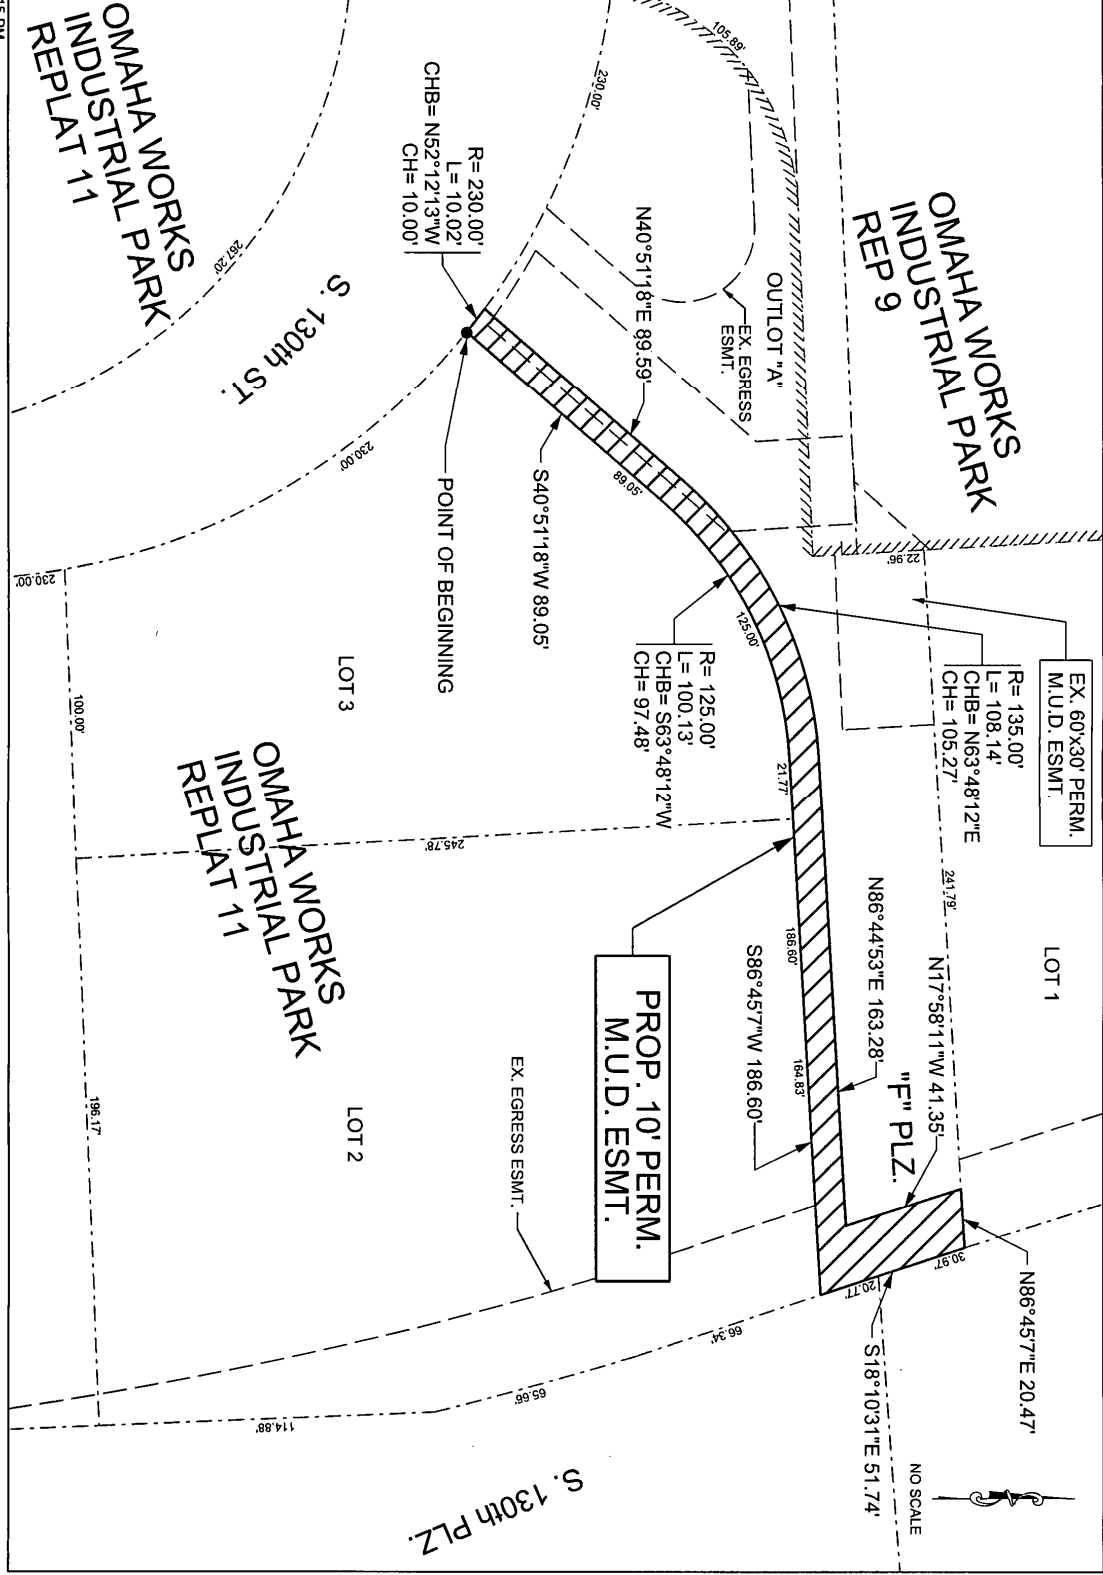 15 PM
OMAHA WORKS
INDUSTRIAL PARK
REPLAT 11
267.20'
S. 130th ST.
230.00'
105.89'
R= 230.00'
L= 10.02'
CHB= N52°12'13"W
CH= 10.00'
N40°51'18"E 89.59'
OUTLOT "A"
EX. EGRESS
ESMT.
OMAHA WORKS
INDUSTRIAL PARK
REP 9
POINT OF BEGINNING
S40°51'18"W 89.05'
89.05'
230.00'
230.00'
100.00'
LOT 3
22.96'
125.00'
R= 125.00'
L= 100.13'
CHB= S63°48'12"W
CH= 97.48'
EX. 60'x30' PERM.
M.U.D. ESMT.
R= 135.00'
L= 108.14'
CHB= N63°48'12"E
CH= 105.27'
21.77'
245.78'
241.79'
LOT 1
OMAHA WORKS
INDUSTRIAL PARK
REPLAT 11
186.60'
N86°44'53"E 163.28'
S86°45'7"W 186.60'
164.83'
N17°58'11"W 41.35'
"F" PLZ.
PROP. 10' PERM.
M.U.D. ESMT.
EX. EGRESS ESMT.
LOT 2
196.17'
N86°45'7"E 20.47'
30.97'
20.77'
S18°10'31"E 51.74'
66.34'
65.66'
114.88'
S. 130th PLZ.
NO SCALE